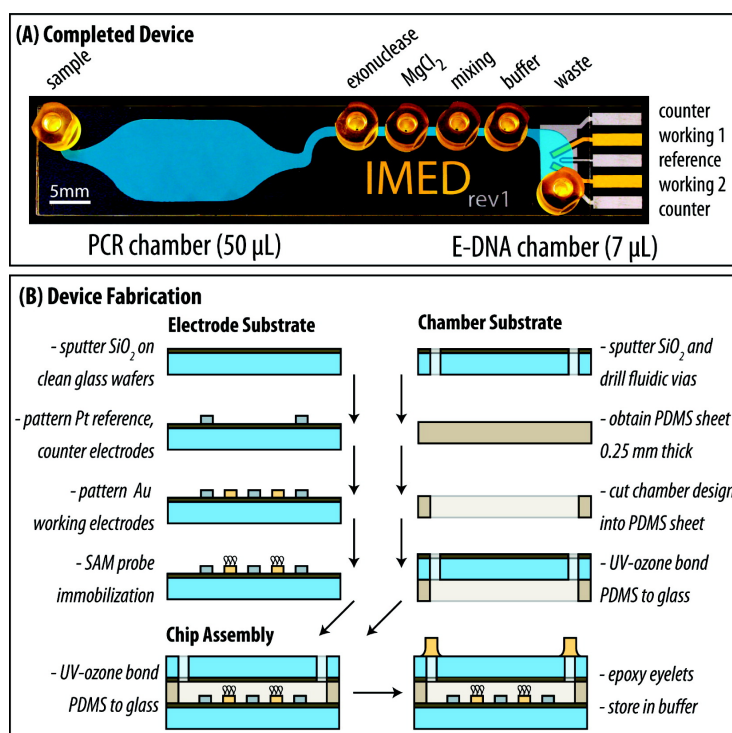 (A) Completed Device
sample
exonuclease
MgCl2
mixing
buffer
waste
counter
working 1
reference
working 2
counter
5mm
IMED
rev1
PCR chamber (50 μL)
E-DNA chamber (7 μL)
(B) Device Fabrication
Electrode Substrate
- sputter SiO2 on
clean glass wafers
- pattern Pt reference,
counter electrodes
- pattern Au
working electrodes
- SAM probe
immobilization
Chamber Substrate
- sputter SiO2 and
drill fluidic vias
- obtain PDMS sheet
0.25 mm thick
- cut chamber design
into PDMS sheet
- UV-ozone bond
PDMS to glass
Chip Assembly
- UV-ozone bond
PDMS to glass
- epoxy eyelets
- store in buffer